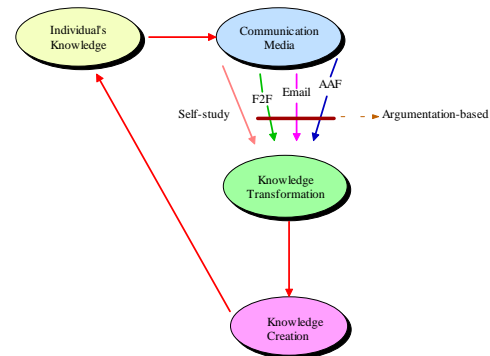 Individual's
Knowledge
Communication
Media
Self-study
F2F
Email
AAF
Argumentation-based
Knowledge
Transformation
Knowledge
Creation